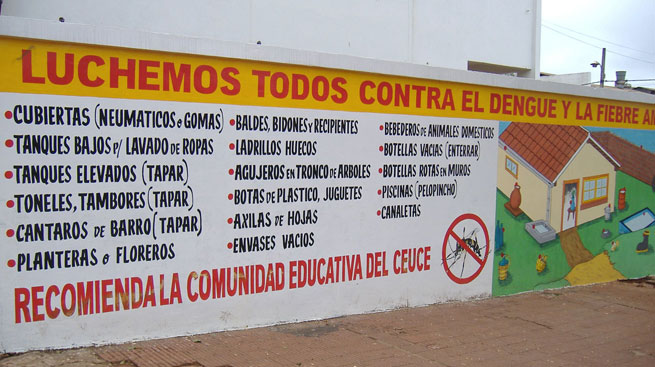 LUCHEMOS TODOS CONTRA EL DENGUE Y LA FIEBRE AM
•CUBIERTAS (NEUMATICOS o GOMAS)
•TANQUES BAJOS P/ LAVADO DE ROPAS
•TANQUES ELEVADOS (TAPAR)
•TONELES, TAMBORES (TAPAR)
•CANTAROS DE BARRO (TAPAR)
•PLANTERAS o FLOREROS
•BALDES, BIDONES Y RECIPIENTES
•LADRILLOS HUECOS
•AGUJEROS EN TRONCO DE ARBOLES
•BOTAS DE PLASTICO, JUGUETES
•AXILAS DE HOJAS
•ENVASES VACIOS
•BEBEDEROS DE ANIMALES DOMESTICOS
•BOTELLAS VACIAS (ENTERRAR)
•BOTELLAS ROTAS EN MUROS
•PISCINAS (PELOPINCHO)
•CANALETAS
RECOMIENDA LA COMUNIDAD EDUCATIVA DEL CEUCE